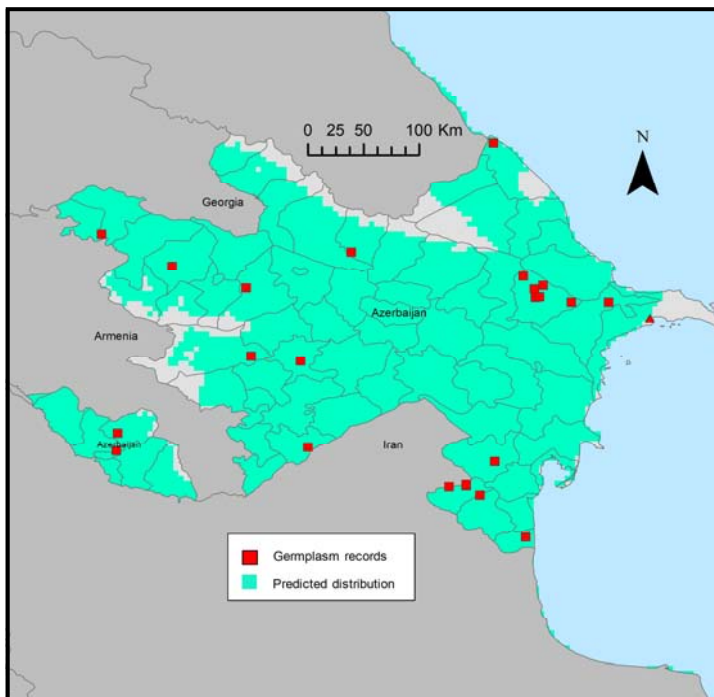 0 25 50 100 Km
N
Georgia
Azerbaijan
Armenia
Azerbaijan
Iran
Germplasm records
Predicted distribution